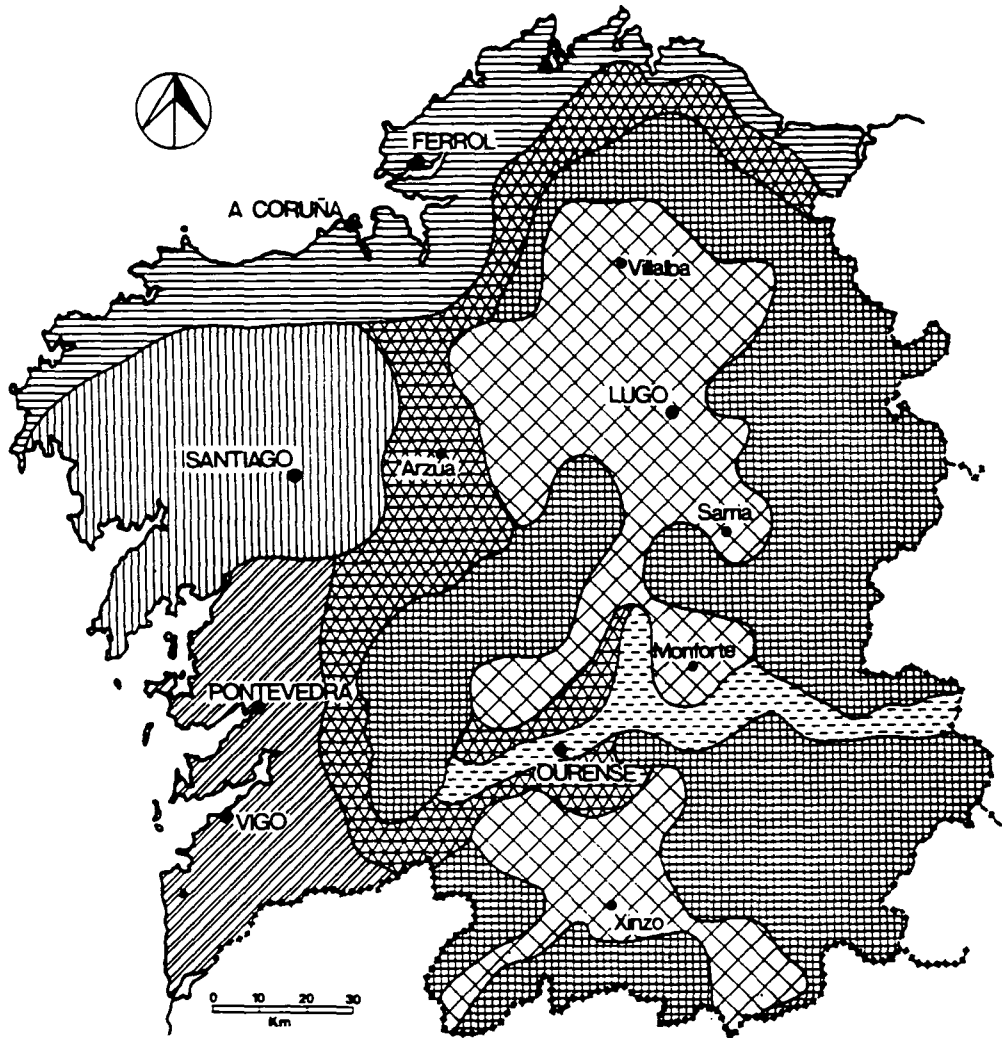 FERROL
A CORUÑA
Villalba
LUGO
SANTIAGO
Arzúa
Sarria
Monforte
PONTEVEDRA
OURENSE
VIGO
Xinzo
0 10 20 30
Km